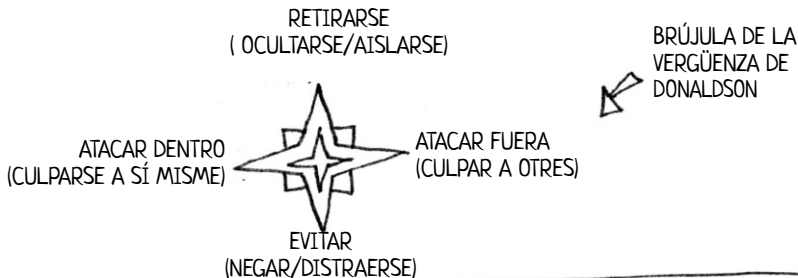 RETIRARSE
( OCULTARSE/AISLARSE)
BRÚJULA DE LA
VERGÜENZA DE
DONALDSON
ATACAR DENTRO
(CULPARSE A SÍ MISME)
ATACAR FUERA
(CULPAR A OTRES)
EVITAR
(NEGAR/DISTRAERSE)